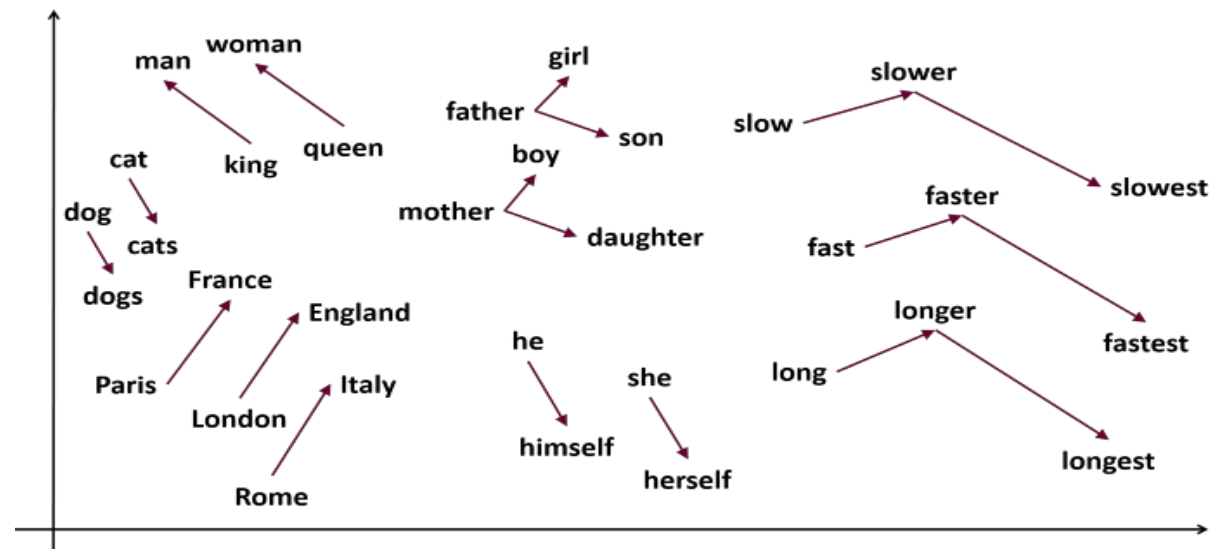 man
woman
king
queen
cat
cats
dog
dogs
France
England
Italy
Paris
London
Rome
girl
father
son
boy
mother
daughter
he
himself
she
herself
slower
slow
slowest
faster
fast
fastest
longer
long
longest